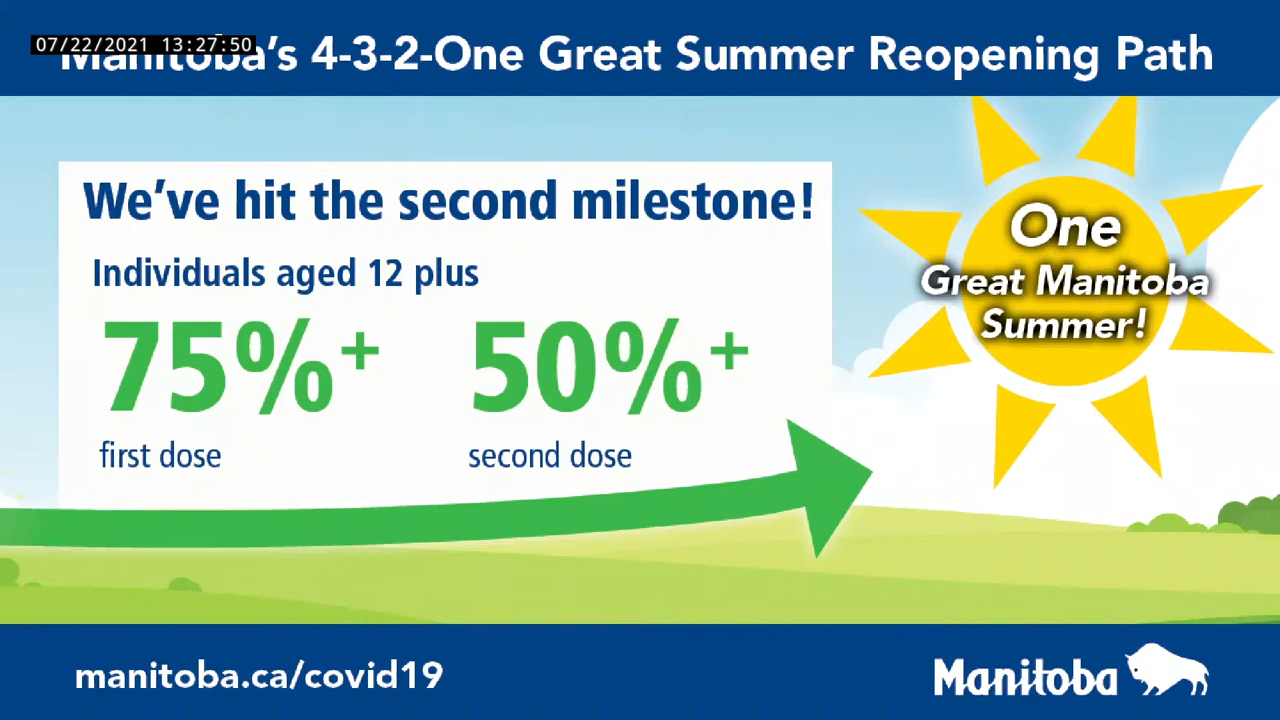 07/22/2021 13:27:50
Manitoba's 4-3-2-One Great Summer Reopening Path
We've hit the second milestone!
Individuals aged 12 plus
75%+ 50%+
first dose second dose
One
Great Manitoba
Summer!
manitoba.ca/covid19
Manitoba